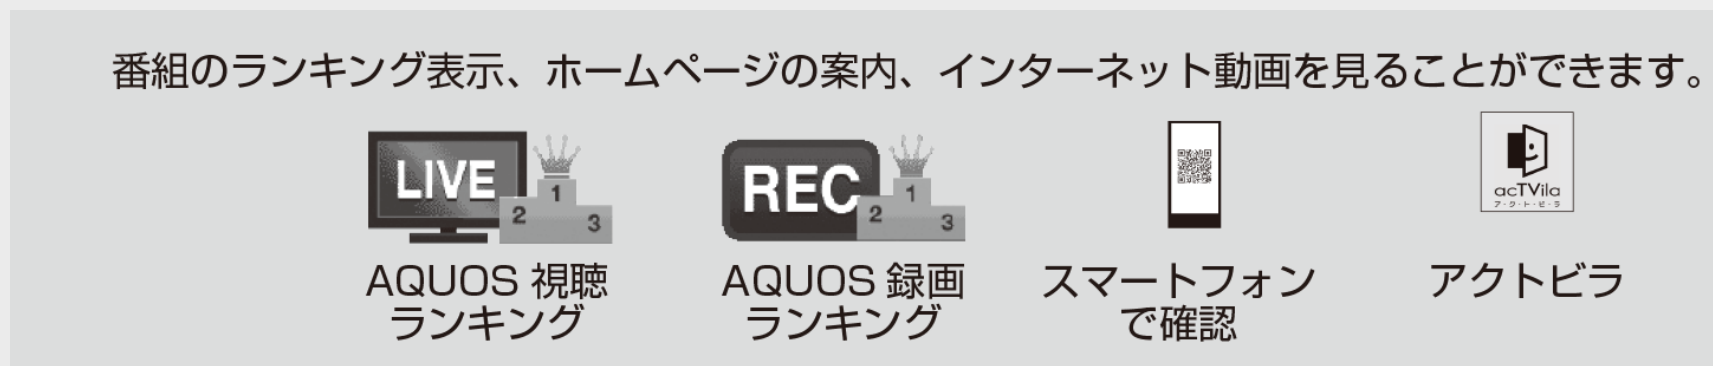 番組のランキング表示、ホームページの案内、インターネット動画を見ることができます。
LIVE
1
2
3
REC
1
2
3
acTVila
ア・ク・ト・ビ・ラ
AQUOS 視聴
ランキング
AQUOS 録画
ランキング
スマートフォン
で確認
アクトビラ